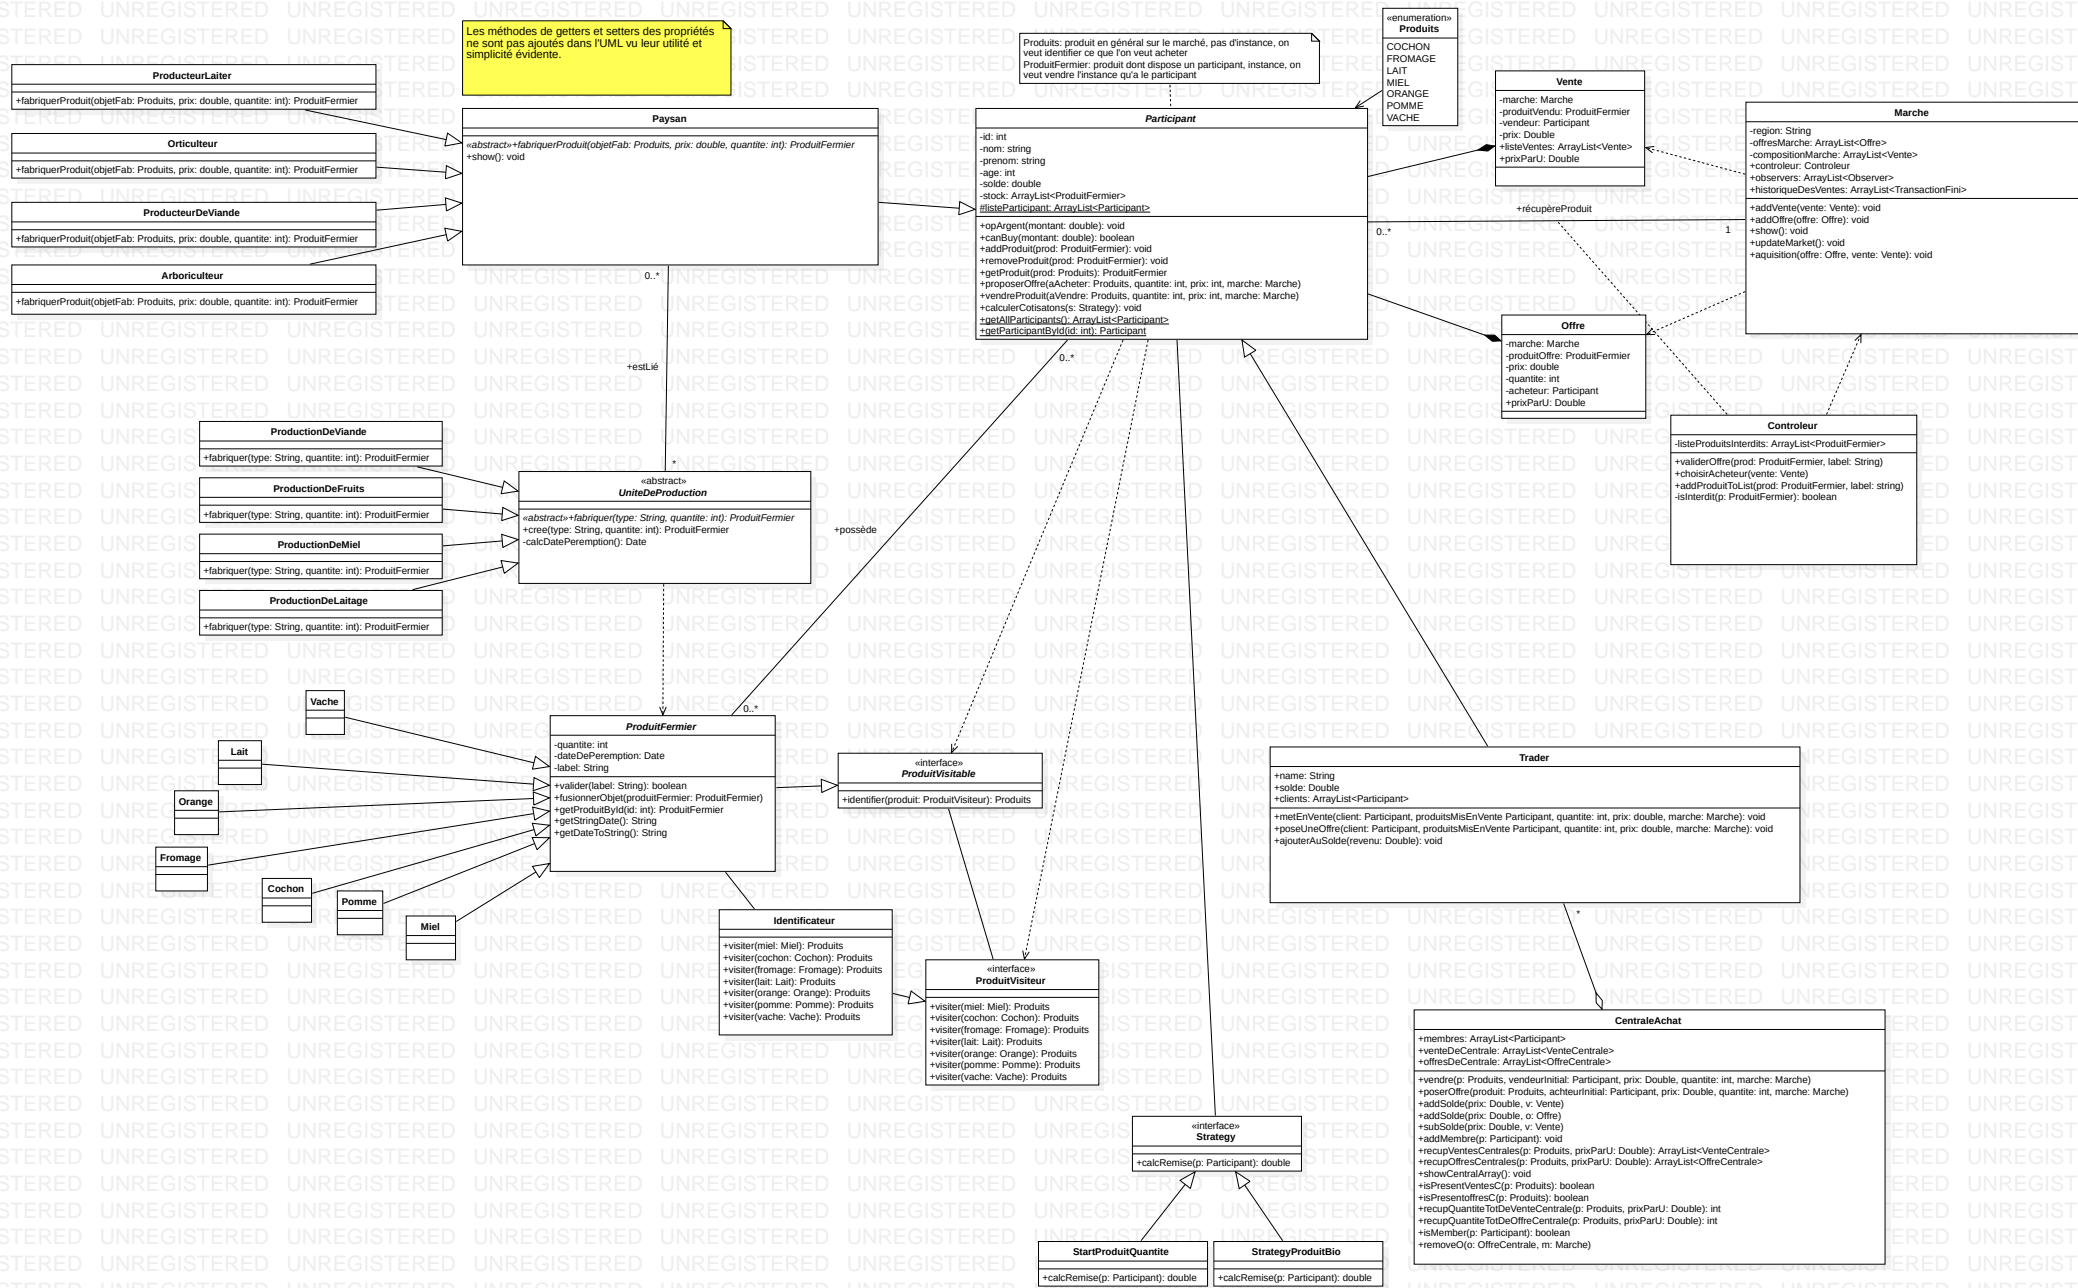 Les méthodes de getters et setters des propriétés
ne sont pas ajoutés dans l'UML vu leur utilité et
simplicité évidente.
Produits: produit en général sur le marché, pas d'instance, on
veut identifier ce que l'on veut acheter
ProduitFermier: produit dont dispose un participant, instance, on
veut vendre l'instance qu'a le participant
«enumeration»
Produits
COCHON
FROMAGE
LAIT
MIEL
ORANGE
POMME
VACHE
ProducteurLaiter
+fabriquerProduit(objetFab: Produits, prix: double, quantite: int): ProduitFermier
Orticulteur
+fabriquerProduit(objetFab: Produits, prix: double, quantite: int): ProduitFermier
ProducteurDeViande
+fabriquerProduit(objetFab: Produits, prix: double, quantite: int): ProduitFermier
Arboriculteur
+fabriquerProduit(objetFab: Produits, prix: double, quantite: int): ProduitFermier
Paysan
«abstract»+fabriquerProduit(objetFab: Produits, prix: double, quantite: int): ProduitFermier
+show(): void
0..*
+estLié
*
Participant
-id: int
-nom: string
-prenom: string
-age: int
-solde: double
-stock: ArrayList<ProduitFermier>
#listeParticipant: ArrayList<Participant>
+opArgent(montant: double): void
+canBuy(montant: double): boolean
+addProduit(prod: ProduitFermier): void
+removeProduit(prod: ProduitFermier): void
+getProduit(prod: Produits): ProduitFermier
+proposerOffre(aAcheter: Produits, quantite: int, prix: int, marche: Marche)
+vendreProduit(aVendre: Produits, quantite: int, prix: int, marche: Marche)
+calculerCotisatons(s: Strategy): void
+getAllParticipants(): ArrayList<Participant>
+getParticipantById(id: int): Participant
0..*
Vente
-marche: Marche
-produitVendu: ProduitFermier
-vendeur: Participant
-prix: Double
+listeVentes: ArrayList<Vente>
+prixParU: Double
+récupèreProduit
0..*
1
Marche
-region: String
-offresMarche: ArrayList<Offre>
-compositionMarche: ArrayList<Vente>
+controleur: Controleur
+observers: ArrayList<Observer>
+historiqueDesVentes: ArrayList<TransactionFini>
+addVente(vente: Vente): void
+addOffre(offre: Offre): void
+show(): void
+updateMarket(): void
+aquisition(offre: Offre, vente: Vente): void
Offre
-marche: Marche
-produitOffre: ProduitFermier
-prix: double
-quantite: int
-acheteur: Participant
+prixParU: Double
Controleur
-listeProduitsInterdits: ArrayList<ProduitFermier>
+validerOffre(prod: ProduitFermier, label: String)
+choisirAcheteur(vente: Vente)
+addProduitToList(prod: ProduitFermier, label: string)
-isInterdit(p: ProduitFermier): boolean
ProductionDeViande
+fabriquer(type: String, quantite: int): ProduitFermier
ProductionDeFruits
+fabriquer(type: String, quantite: int): ProduitFermier
ProductionDeMiel
+fabriquer(type: String, quantite: int): ProduitFermier
ProductionDeLaitage
+fabriquer(type: String, quantite: int): ProduitFermier
«abstract»
UniteDeProduction
«abstract»+fabriquer(type: String, quantite: int): ProduitFermier
+cree(type: String, quantite: int): ProduitFermier
-calcDatePeremption(): Date
+possède
0..*
Vache
Lait
Orange
Fromage
Cochon
Pomme
Miel
ProduitFermier
-quantite: int
-dateDePeremption: Date
-label: String
+valider(label: String): boolean
+fusionnerObjet(produitFermier: ProduitFermier)
+getProduitById(id: int): ProduitFermier
+getStringDate(): String
+getDateToString(): String
«interface»
ProduitVisitable
+identifier(produit: ProduitVisiteur): Produits
Identificateur
+visiter(miel: Miel): Produits
+visiter(cochon: Cochon): Produits
+visiter(fromage: Fromage): Produits
+visiter(lait: Lait): Produits
+visiter(orange: Orange): Produits
+visiter(pomme: Pomme): Produits
+visiter(vache: Vache): Produits
«interface»
ProduitVisiteur
+visiter(miel: Miel): Produits
+visiter(cochon: Cochon): Produits
+visiter(fromage: Fromage): Produits
+visiter(lait: Lait): Produits
+visiter(orange: Orange): Produits
+visiter(pomme: Pomme): Produits
+visiter(vache: Vache): Produits
Trader
+name: String
+solde: Double
+clients: ArrayList<Participant>
+metEnVente(client: Participant, produitsMisEnVente Participant, quantite: int, prix: double, marche: Marche): void
+poseUneOffre(client: Participant, produitsMisEnVente Participant, quantite: int, prix: double, marche: Marche): void
+ajouterAuSolde(revenu: Double): void
*
CentraleAchat
+membres: ArrayList<Participant>
+venteDeCentrale: ArrayList<VenteCentrale>
+offresDeCentrale: ArrayList<OffreCentrale>
+vendre(p: Produits, vendeurInitial: Participant, prix: Double, quantite: int, marche: Marche)
+poserOffre(produit: Produits, achteurInitial: Participant, prix: Double, quantite: int, marche: Marche)
+addSolde(prix: Double, v: Vente)
+addSolde(prix: Double, o: Offre)
+subSolde(prix: Double, v: Vente)
+addMembre(p: Participant): void
+recupVentesCentrales(p: Produits, prixParU: Double): ArrayList<VenteCentrale>
+recupOffresCentrales(p: Produits, prixParU: Double): ArrayList<OffreCentrale>
+showCentralArray(): void
+isPresentVentesC(p: Produits): boolean
+isPresentoffresC(p: Produits): boolean
+recupQuantiteTotDeVenteCentrale(p: Produits, prixParU: Double): int
+recupQuantiteTotDeOffreCentrale(p: Produits, prixParU: Double): int
+isMember(p: Participant): boolean
+removeO(o: OffreCentrale, m: Marche)
«interface»
Strategy
+calcRemise(p: Participant): double
StartProduitQuantite
+calcRemise(p: Participant): double
StrategyProduitBio
+calcRemise(p: Participant): double